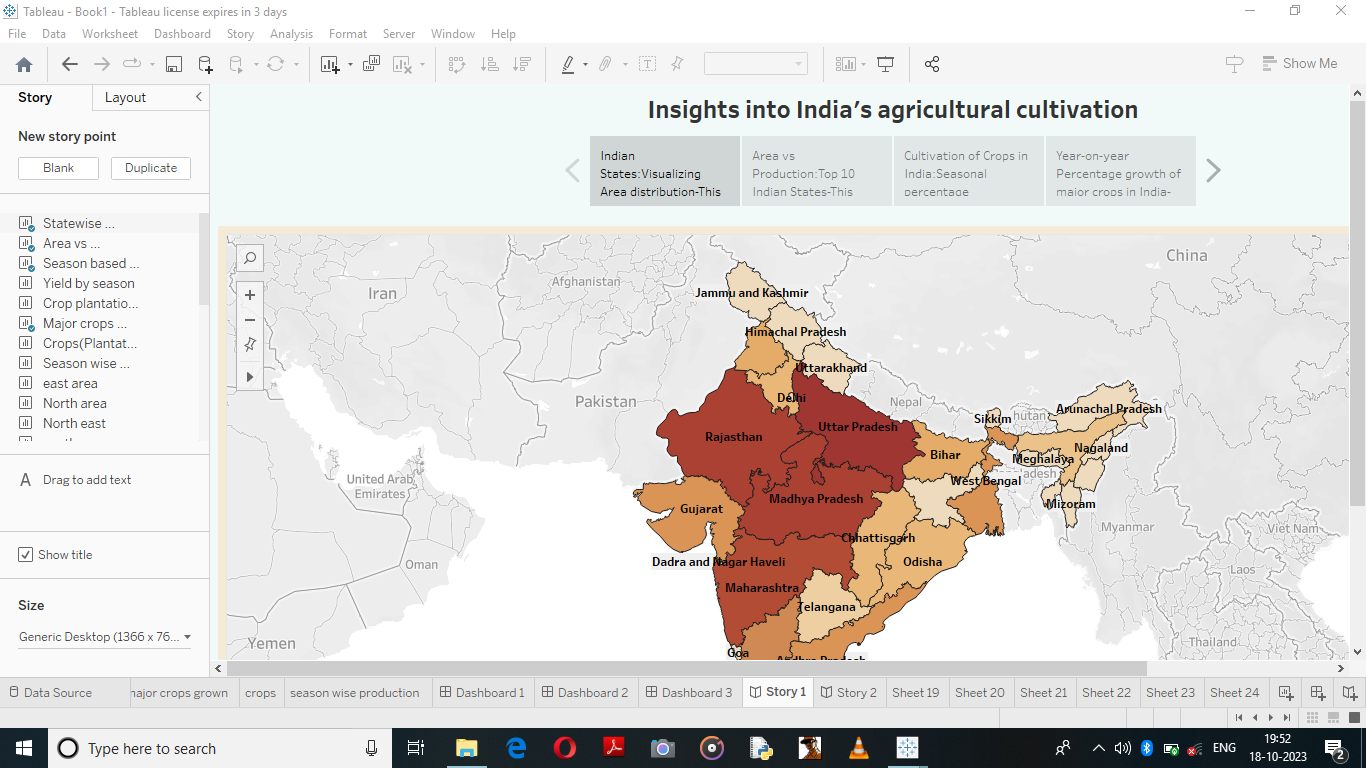 Tableau - Book1 - Tableau license expires in 3 days
File Data Worksheet Dashboard Story Analysis Format Server Window Help
Show Me
Story Layout
New story point
Blank Duplicate
Statewise ...
Area vs ...
Season based ...
Yield by season
Crop plantatio...
Major crops ...
Crops(Plantat...
Season wise ...
east area
North area
North east
A Drag to add text
Show title
Size
Generic Desktop (1366 x 76...
Insights into India's agricultural cultivation
Indian
States:Visualizing
Area distribution-This
Area vs
Production:Top 10
Indian States-This
Cultivation of Crops in
India:Seasonal
percentage
Year-on-year
Percentage growth of
major crops in India-
China
Iran
Afghanistan
Jammu and Kashmir
Himachal Pradesh
Uttarakhand
Pakistan
Delhi
Nepal
Sikkim
hutan
Arunachal Pradesh
Rajasthan
Uttar Pradesh
Bihar
Nagaland
Meghalaya
adesh
United Arab
Emirates
West Bengal
Madhya Pradesh
Mizoram
Gujarat
Myanmar
Viet Nam
Chhattisgarh
Oman
Dadra and Nagar Haveli
Odisha
Laos
Maharashtra
Telangana
Yemen
Thailand
Goa
Andhra Pradesh
Data Source
major crops grown
crops
season wise production
Dashboard 1
Dashboard 2
Dashboard 3
Story 1
Story 2
Sheet 19
Sheet 20
Sheet 21
Sheet 22
Sheet 23
Sheet 24
Type here to search
ENG
19:52
18-10-2023
2